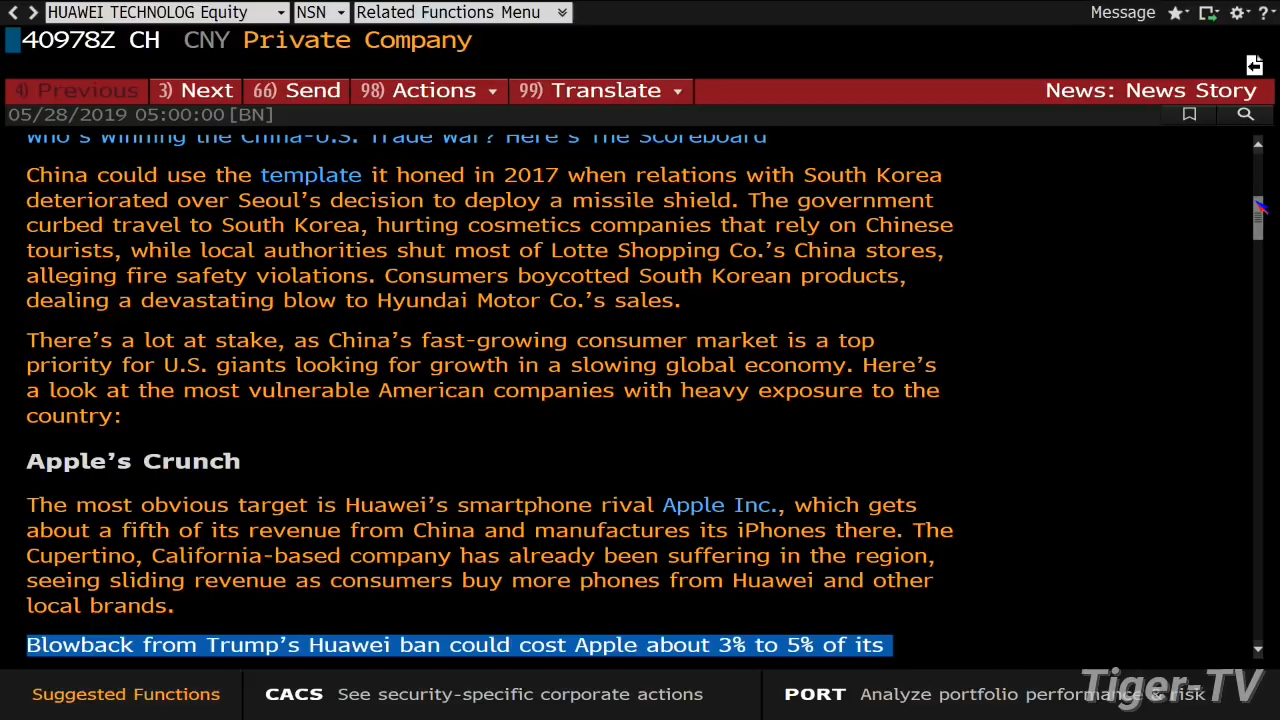 HUAWEI TECHNOLOG Equity NSN Related Functions Menu Message ?
40978Z CH CNY Private Company
4) Previous 3) Next 66) Send 98) Actions 99) Translate News: News Story
05/28/2019 05:00:00 [BN]
Who's Winning the China-U.S. Trade War? Here's The Scoreboard
China could use the template it honed in 2017 when relations with South Korea
deteriorated over Seoul's decision to deploy a missile shield. The government
curbed travel to South Korea, hurting cosmetics companies that rely on Chinese
tourists, while local authorities shut most of Lotte Shopping Co.'s China stores,
alleging fire safety violations. Consumers boycotted South Korean products,
dealing a devastating blow to Hyundai Motor Co.'s sales.
There's a lot at stake, as China's fast-growing consumer market is a top
priority for U.S. giants looking for growth in a slowing global economy. Here's
a look at the most vulnerable American companies with heavy exposure to the
country:
Apple's Crunch
The most obvious target is Huawei's smartphone rival Apple Inc., which gets
about a fifth of its revenue from China and manufactures its iPhones there. The
Cupertino, California-based company has already been suffering in the region,
seeing sliding revenue as consumers buy more phones from Huawei and other
local brands.
Blowback from Trump's Huawei ban could cost Apple about 3% to 5% of its
Suggested Functions CACS See security-specific corporate actions PORT Analyze portfolio performance & risk
Tiger-TV